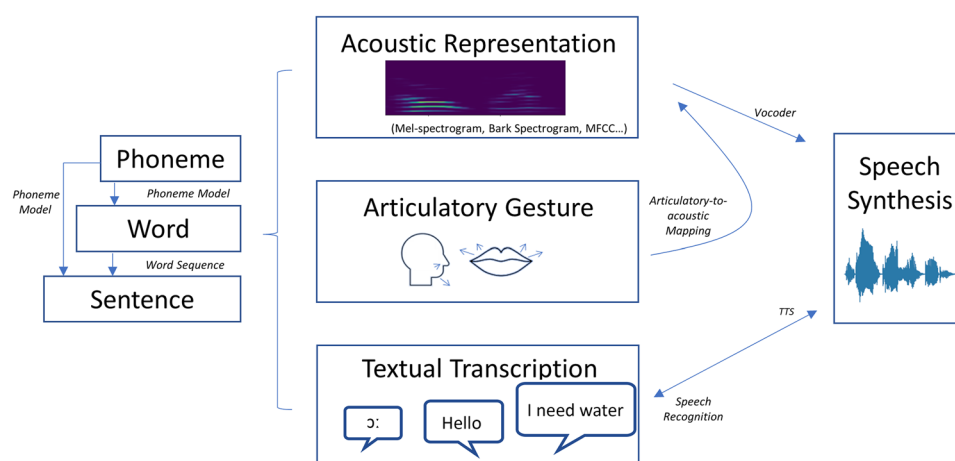 Phoneme
Phoneme
Model
Phoneme Model
Word
Word Sequence
Sentence
Acoustic Representation
(Mel-spectrogram, Bark Spectrogram, MFCC...)
Articulatory Gesture
Textual Transcription
ɔː
Hello
I need water
Vocoder
Articulatory-to-
acoustic
Mapping
TTS
Speech
Recognition
Speech
Synthesis